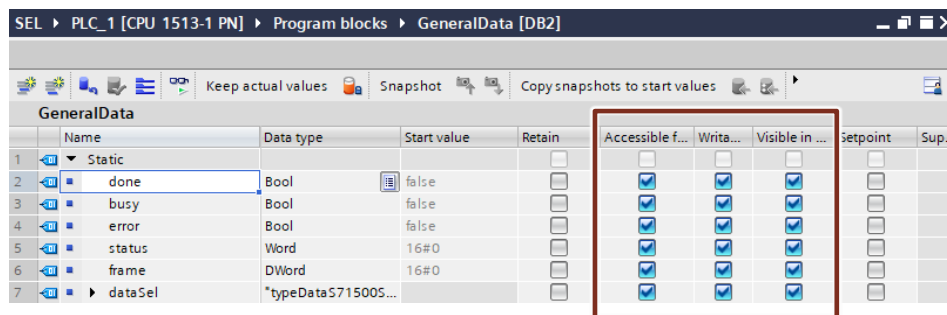 SEL ▸ PLC_1 [CPU 1513-1 PN] ▸ Program blocks ▸ GeneralData [DB2]
Keep actual values Snapshot Copy snapshots to start values
GeneralData
Name Data type Start value Retain Accessible f... Writa... Visible in ... Setpoint Sup.
1 Static
2 done Bool false
3 busy Bool false
4 error Bool false
5 status Word 16#0
6 frame DWord 16#0
7 dataSel "typeDataS71500S...